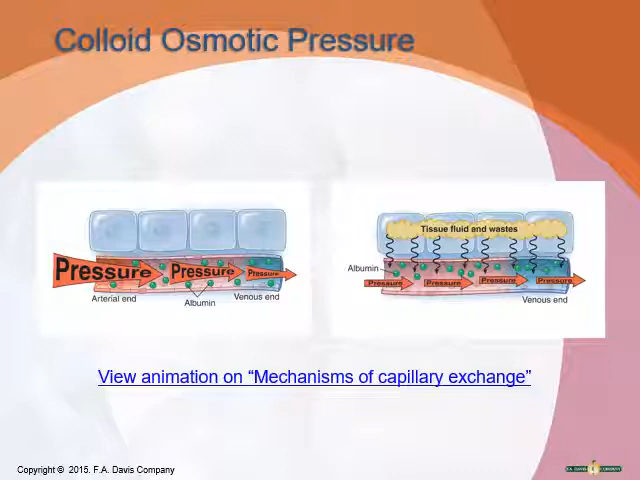 Colloid Osmotic Pressure
Pressure Pressure Pressure
Arterial end
Albumin
Venous end
Tissue fluid and wastes
Albumin
Pressure Pressure Pressure Pressure
Venous end
View animation on “Mechanisms of capillary exchange”
Copyright © 2015. F.A. Davis Company